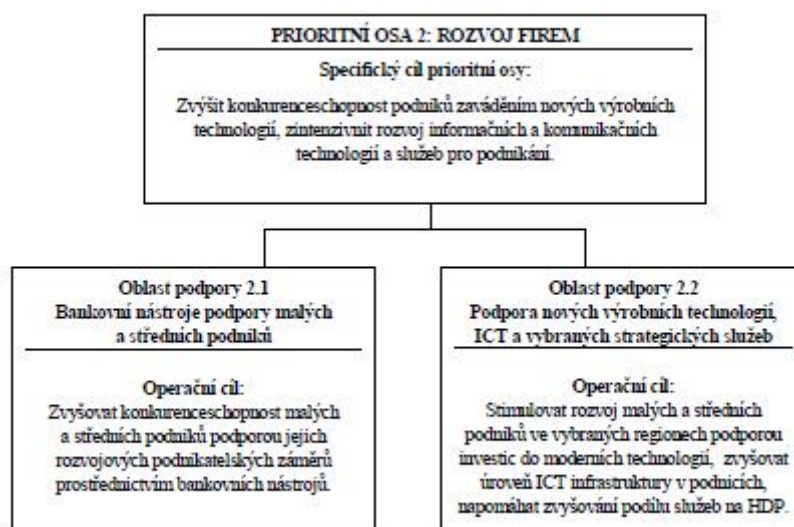 PRIORITNÍ OSA 2: ROZVOJ FIREM
Specifický cíl prioritní osy:
Zvýšit konkurenceschopnost podniků zaváděním nových výrobních
technologií, zintenzivnit rozvoj informačních a komunikačních
technologií a služeb pro podnikání.
Oblast podpory 2.1
Bankovní nástroje podpory malých
a středních podniků
Operační cíl:
Zvyšovat konkurenceschopnost malých
a středních podniků podporou jejich
rozvojových podnikatelských záměrů
prostřednictvím bankovních nástrojů.
Oblast podpory 2.2
Podpora nových výrobních technologií,
ICT a vybraných strategických služeb
Operační cíl:
Stimulovat rozvoj malých a středních
podniků ve vybraných regionech podporou
investic do moderních technologií, zvyšovat
úroveň ICT infrastruktury v podnicích,
napomáhat zvyšování podílu služeb na HDP.